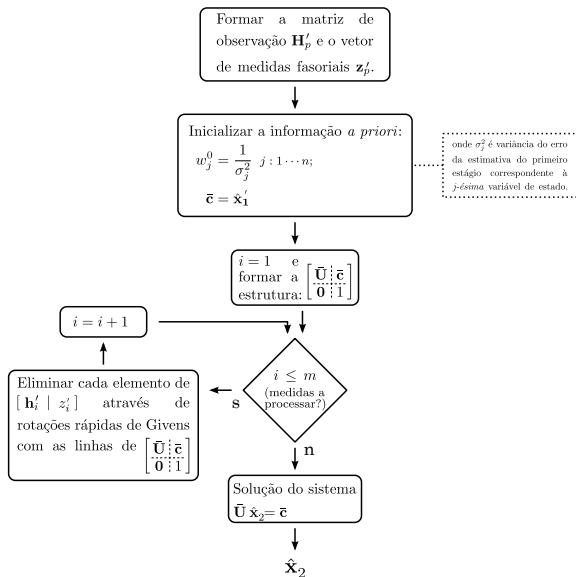 Formar a matriz de
observação H′ₚ e o vetor
de medidas fasoriais z′ₚ.
Inicializar a informação a priori:
w⁰ⱼ = 1/σ²ⱼ j : 1 ··· n;
c̄ = x̂′₁
onde σ²ⱼ é variância do erro
da estimativa do primeiro
estágio correspondente à
j-ésima variável de estado.
i = 1 e
formar a
estrutura:
[ Ū c̄
0 1 ]
i = i + 1
i ≤ m
(medidas a
processar?)
s
n
Eliminar cada elemento de
[ h′ᵢ | z′ᵢ ] através de
rotações rápidas de Givens
com as linhas de
[ Ū c̄
0 1 ]
Solução do sistema
Ū x̂₂= c̄
x̂₂